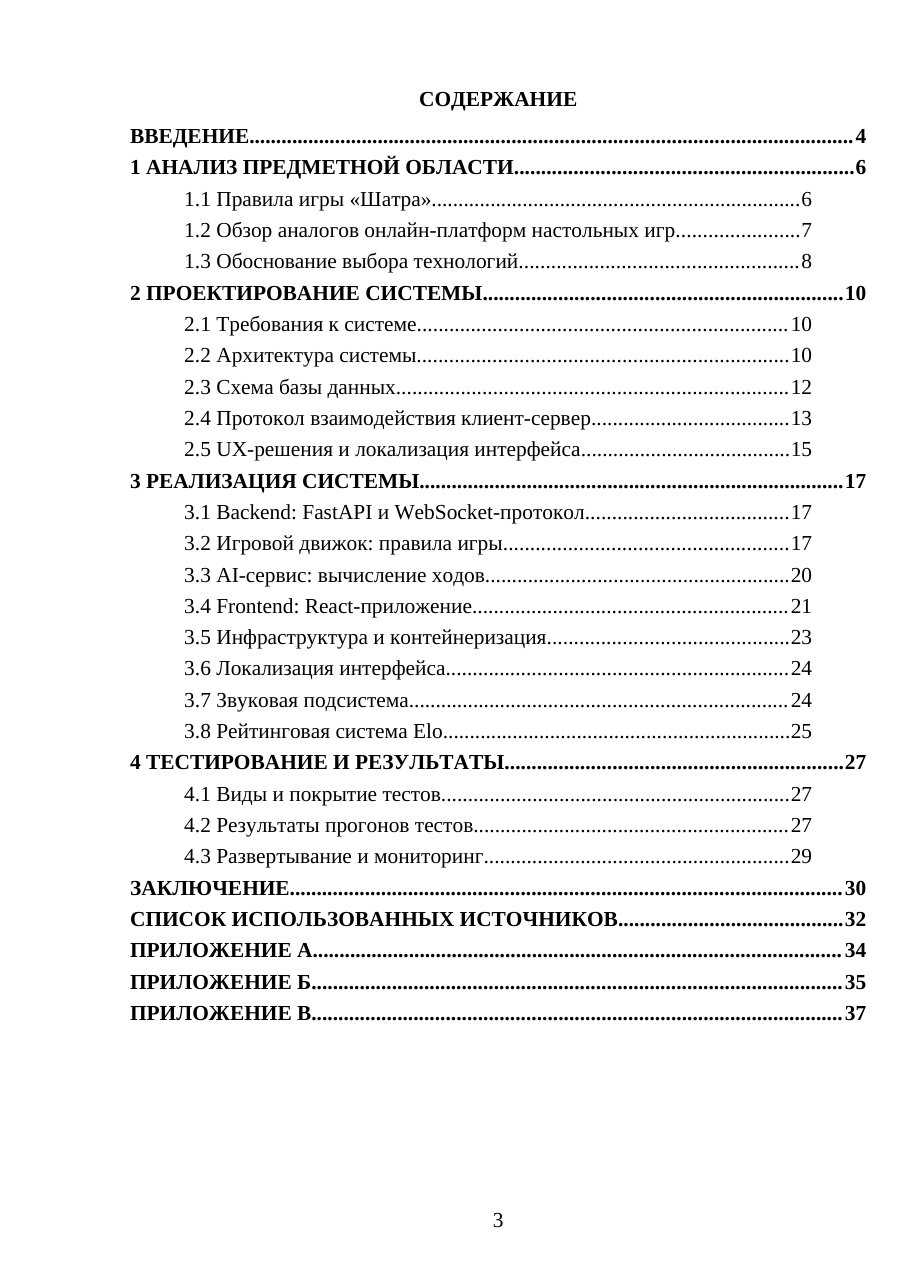 СОДЕРЖАНИЕ
ВВЕДЕНИЕ................................................................................................................4
1 АНАЛИЗ ПРЕДМЕТНОЙ ОБЛАСТИ................................................................6
1.1 Правила игры «Шатра»....................................................................6
1.2 Обзор аналогов онлайн-платформ настольных игр.......................7
1.3 Обоснование выбора технологий....................................................8
2 ПРОЕКТИРОВАНИЕ СИСТЕМЫ...................................................................10
2.1 Требования к системе.....................................................................10
2.2 Архитектура системы.....................................................................10
2.3 Схема базы данных.........................................................................12
2.4 Протокол взаимодействия клиент-сервер.....................................13
2.5 UX-решения и локализация интерфейса.......................................15
3 РЕАЛИЗАЦИЯ СИСТЕМЫ...............................................................................17
3.1 Backend: FastAPI и WebSocket-протокол......................................17
3.2 Игровой движок: правила игры.....................................................17
3.3 AI-сервис: вычисление ходов........................................................20
3.4 Frontend: React-приложение...........................................................21
3.5 Инфраструктура и контейнеризация.............................................23
3.6 Локализация интерфейса................................................................24
3.7 Звуковая подсистема.......................................................................24
3.8 Рейтинговая система Elo.................................................................25
4 ТЕСТИРОВАНИЕ И РЕЗУЛЬТАТЫ...............................................................27
4.1 Виды и покрытие тестов.................................................................27
4.2 Результаты прогонов тестов...........................................................27
4.3 Развертывание и мониторинг.........................................................29
ЗАКЛЮЧЕНИЕ.......................................................................................................30
СПИСОК ИСПОЛЬЗОВАННЫХ ИСТОЧНИКОВ..........................................32
ПРИЛОЖЕНИЕ А...................................................................................................34
ПРИЛОЖЕНИЕ Б...................................................................................................35
ПРИЛОЖЕНИЕ В...................................................................................................37
3